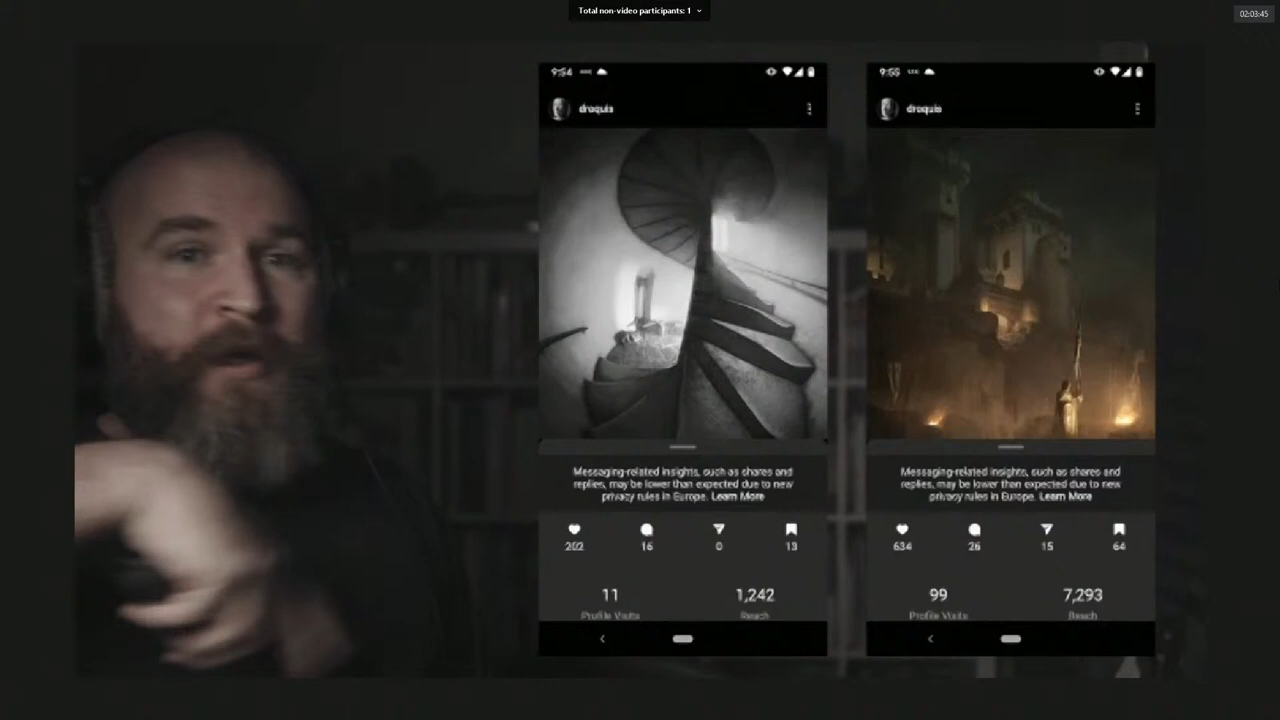 Total non-video participants: 1
02:03:45
9:54
droquis
Messaging-related insights, such as shares and
replies, may be lower than expected due to new
privacy rules in Europe. Learn More
202 16 0 13
11 1,242
Profile Visits Reach
9:55
droquis
Messaging-related insights, such as shares and
replies, may be lower than expected due to new
privacy rules in Europe. Learn More
634 26 15 64
99 7,293
Profile Visits Reach